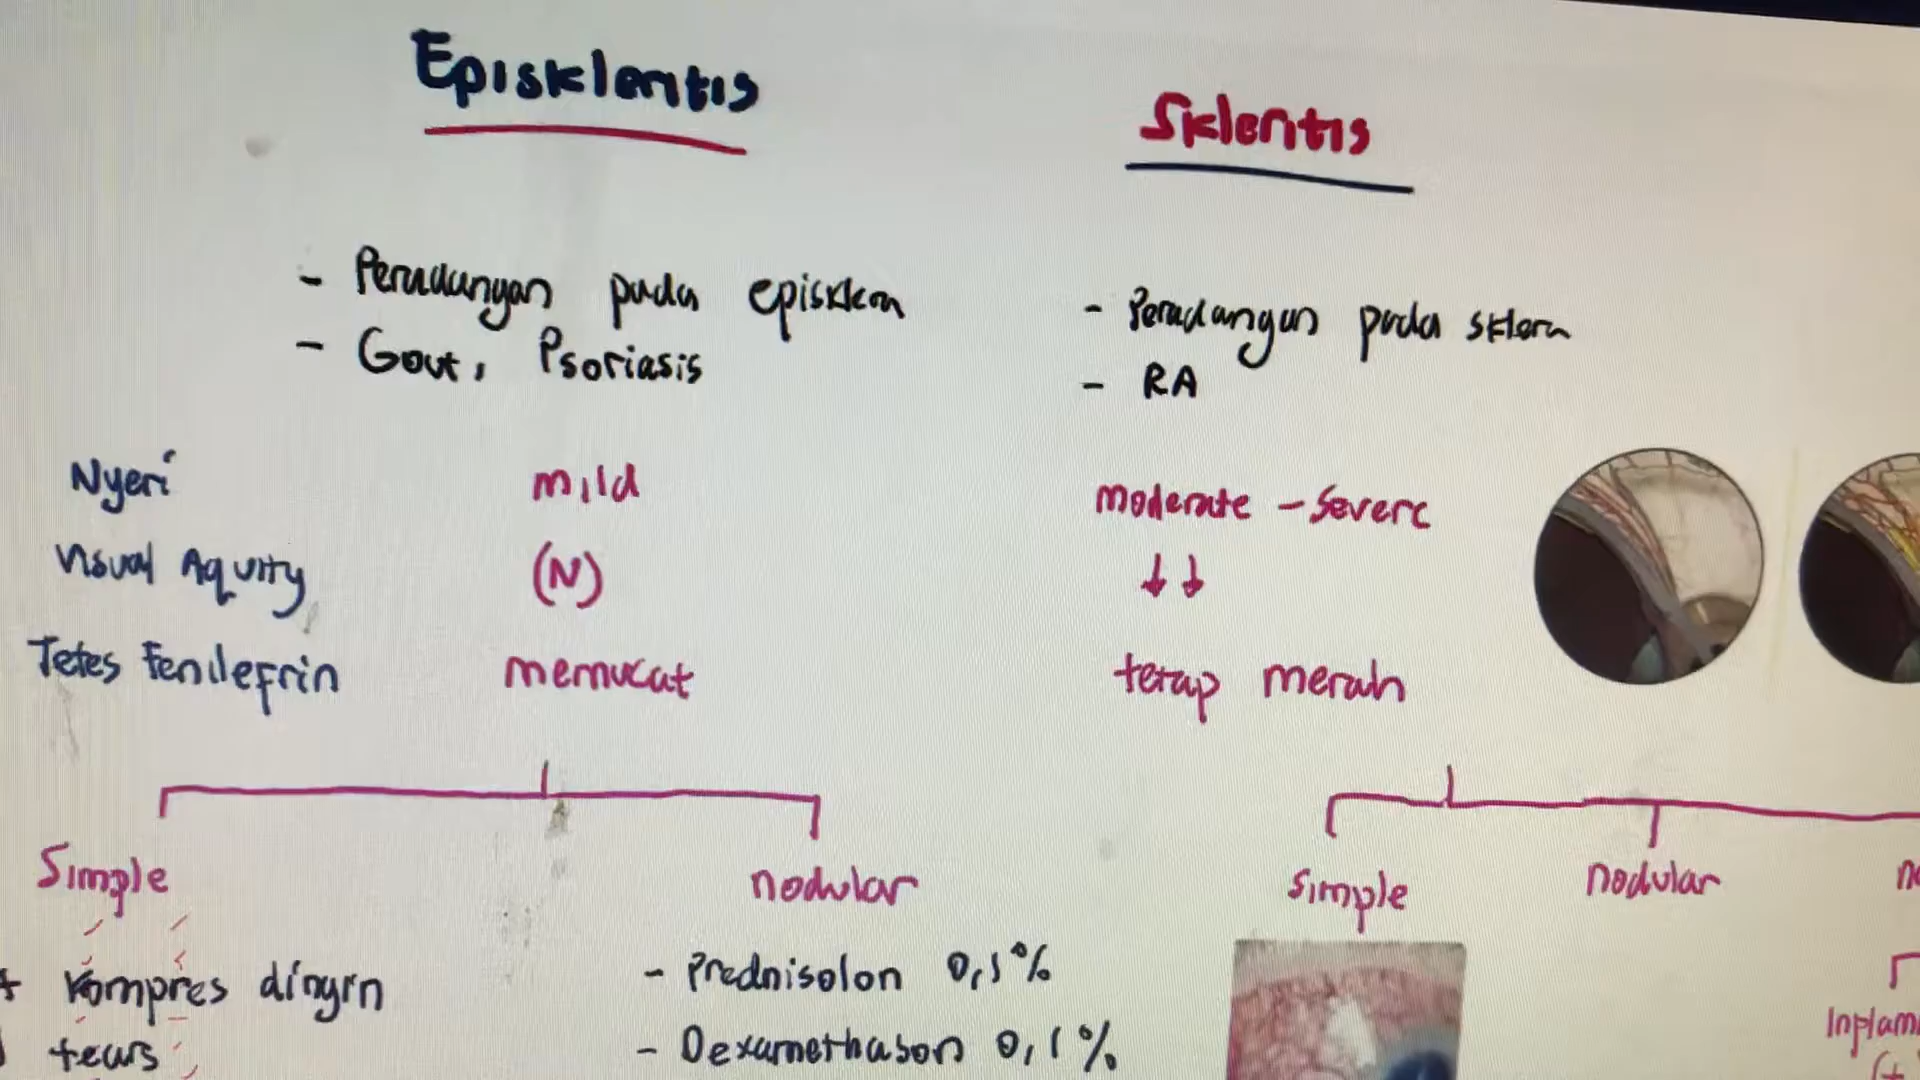 Episkleritis
Skleritis
- Peradangan pada episklera
- Gout, Psoriasis
- Peradangan pada sklera
- RA
Nyeri mild moderate - Severe
Visual Aquity (N) ↓↓
Tetes Fenilefrin memucat tetap merah
Simple nodular simple nodular
+ kompres dingin
tears
- Prednisolon 0,5%
- Dexamethason 0,1%